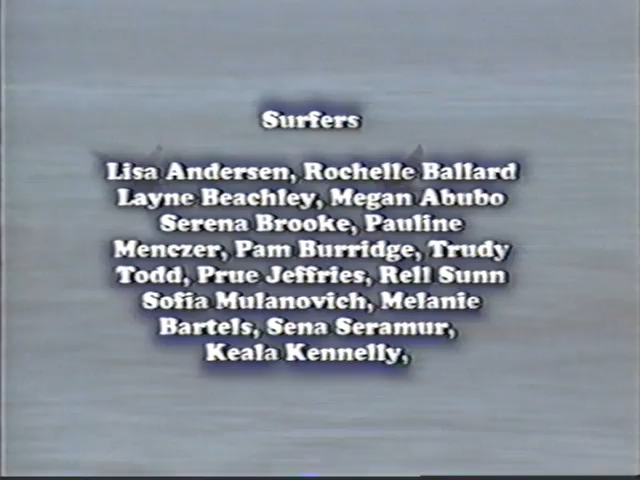 Surfers
Lisa Andersen, Rochelle Ballard
Layne Beachley, Megan Abubo
Serena Brooke, Pauline
Menczer, Pam Burridge, Trudy
Todd, Prue Jeffries, Rell Sunn
Sofia Mulanovich, Melanie
Bartels, Sena Seramur,
Keala Kennelly,